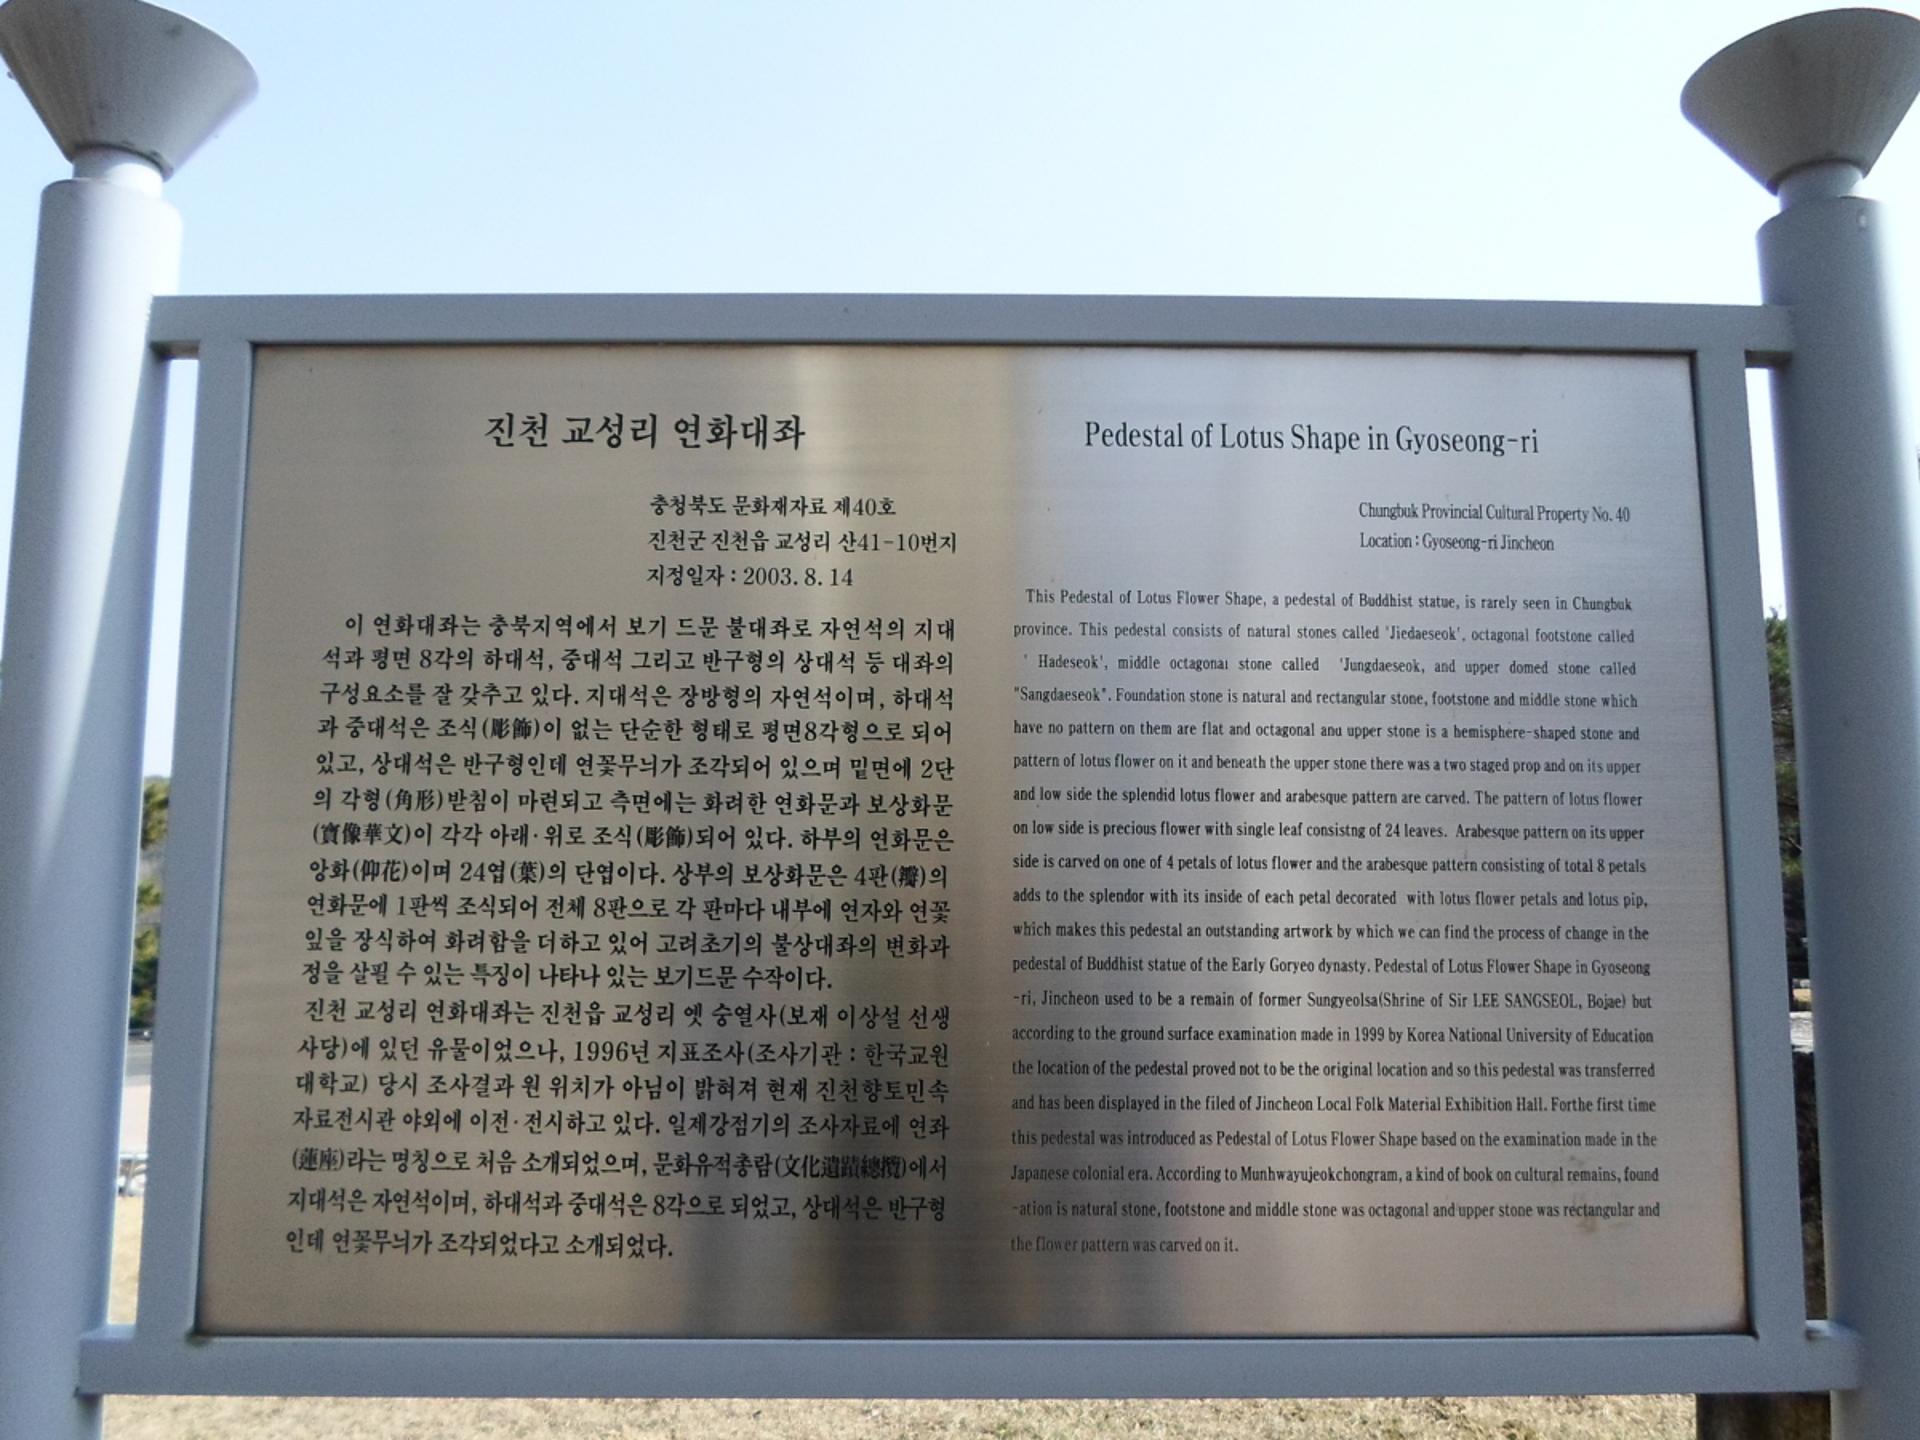 진천 교성리 연화대좌
충청북도 문화재자료 제40호
진천군 진천읍 교성리 산41-10번지
지정일자 : 2003. 8. 14
이 연화대좌는 충북지역에서 보기 드문 불대좌로 자연석의 지대
석과 평면 8각의 하대석, 중대석 그리고 반구형의 상대석 등 대좌의
구성요소를 잘 갖추고 있다. 지대석은 장방형의 자연석이며, 하대석
과 중대석은 조식(彫飾)이 없는 단순한 형태로 평면8각형으로 되어
있고, 상대석은 반구형인데 연꽃무늬가 조각되어 있으며 밑면에 2단
의 각형(角形)받침이 마련되고 측면에는 화려한 연화문과 보상화문
(寶像華文)이 각각 아래·위로 조식(彫飾)되어 있다. 하부의 연화문은
앙화(仰花)이며 24엽(葉)의 단엽이다. 상부의 보상화문은 4판(瓣)의
연화문에 1판씩 조식되어 전체 8판으로 각 판마다 내부에 연자와 연꽃
잎을 장식하여 화려함을 더하고 있어 고려초기의 불상대좌의 변화과
정을 살필 수 있는 특징이 나타나 있는 보기드문 수작이다.
진천 교성리 연화대좌는 진천읍 교성리 옛 숭열사(보재 이상설 선생
사당)에 있던 유물이었으나, 1996년 지표조사(조사기관 : 한국교원
대학교) 당시 조사결과 원 위치가 아님이 밝혀져 현재 진천향토민속
자료전시관 야외에 이전·전시하고 있다. 일제강점기의 조사자료에 연좌
(蓮座)라는 명칭으로 처음 소개되었으며, 문화유적총람(文化遺蹟總攬)에서
지대석은 자연석이며, 하대석과 중대석은 8각으로 되었고, 상대석은 반구형
인데 연꽃무늬가 조각되었다고 소개되었다.
Pedestal of Lotus Shape in Gyoseong-ri
Chungbuk Provincial Cultural Property No. 40
Location : Gyoseong-ri Jincheon
This Pedestal of Lotus Flower Shape, a pedestal of Buddhist statue, is rarely seen in Chungbuk
province. This pedestal consists of natural stones called 'Jiedaeseok', octagonal footstone called
' Hadeseok', middle octagonal stone called 'Jungdaeseok, and upper domed stone called
"Sangdaeseok". Foundation stone is natural and rectangular stone, footstone and middle stone which
have no pattern on them are flat and octagonal and upper stone is a hemisphere-shaped stone and
pattern of lotus flower on it and beneath the upper stone there was a two staged prop and on its upper
and low side the splendid lotus flower and arabesque pattern are carved. The pattern of lotus flower
on low side is precious flower with single leaf consistng of 24 leaves. Arabesque pattern on its upper
side is carved on one of 4 petals of lotus flower and the arabesque pattern consisting of total 8 petals
adds to the splendor with its inside of each petal decorated with lotus flower petals and lotus pip,
which makes this pedestal an outstanding artwork by which we can find the process of change in the
pedestal of Buddhist statue of the Early Goryeo dynasty. Pedestal of Lotus Flower Shape in Gyoseong
-ri, Jincheon used to be a remain of former Sungyeolsa(Shrine of Sir LEE SANGSEOL, Bojae) but
according to the ground surface examination made in 1999 by Korea National University of Education
the location of the pedestal proved not to be the original location and so this pedestal was transferred
and has been displayed in the filed of Jincheon Local Folk Material Exhibition Hall. Forthe first time
this pedestal was introduced as Pedestal of Lotus Flower Shape based on the examination made in the
Japanese colonial era. According to Munhwayujeokchongram, a kind of book on cultural remains, found
-ation is natural stone, footstone and middle stone was octagonal and upper stone was rectangular and
the flower pattern was carved on it.